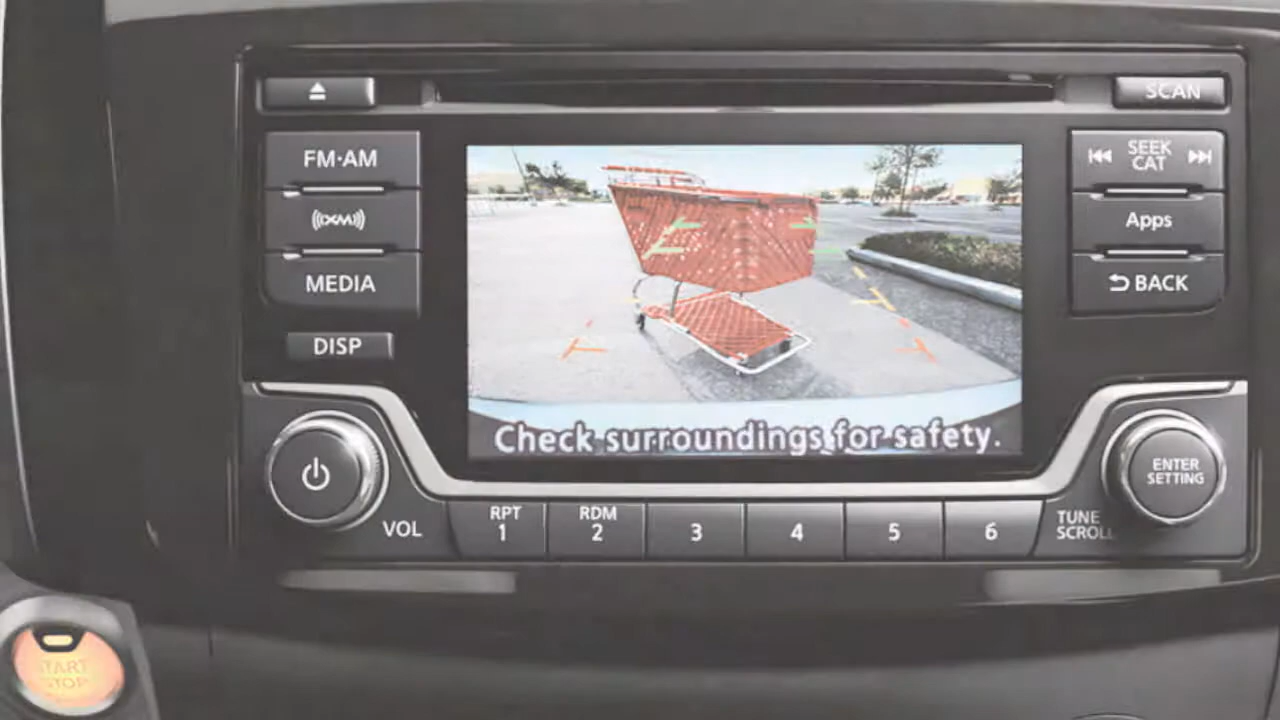 SCAN
FM·AM
SEEK
CAT
XM
Apps
MEDIA
BACK
DISP
Check surroundings for safety.
ENTER
SETTING
VOL
RPT
1
RDM
2
3
4
5
6
TUNE
SCROLL
START
STOP